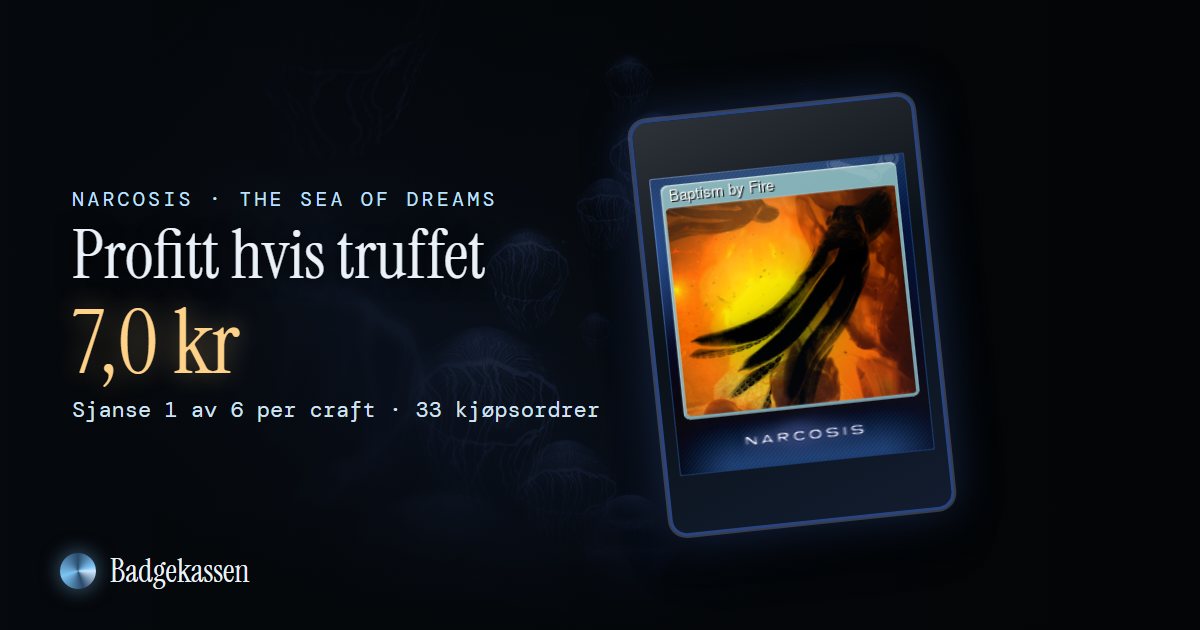 NARCOSIS · THE SEA OF DREAMS
Profitt hvis truffet
7,0 kr
Sjanse 1 av 6 per craft · 33 kjøpsordrer
Baptism by Fire
NARCOSIS
Badgekassen